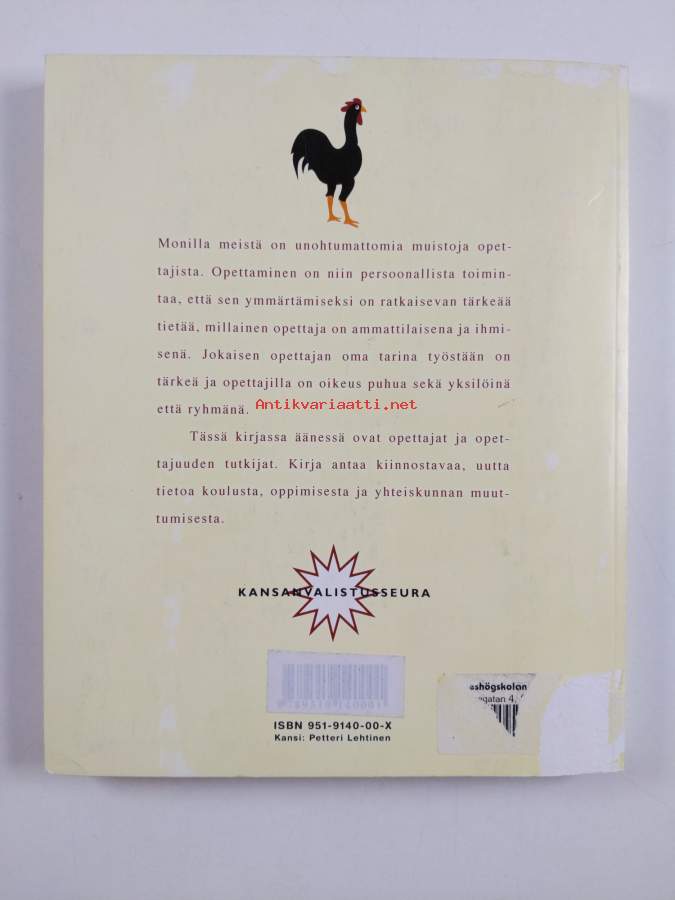 Monilla meistä on unohtumattomia muistoja opet-
tajista. Opettaminen on niin persoonallista toimin-
taa, että sen ymmärtämiseksi on ratkaisevan tärkeää
tietää, millainen opettaja on ammattilaisena ja ihmi-
senä. Jokaisen opettajan oma tarina työstään on
tärkeä ja opettajilla on oikeus puhua sekä yksilöinä
että ryhmänä.
Antikvariaatti.net
Tässä kirjassa äänessä ovat opettajat ja opet-
tajuuden tutkijat. Kirja antaa kiinnostavaa, uutta
tietoa koulusta, oppimisesta ja yhteiskunnan muut-
tumisesta.
KANSANVALISTUSSEURA
ISBN 951-9140-00-X
Kansi: Petteri Lehtinen
eshögskolan
gatan 4,